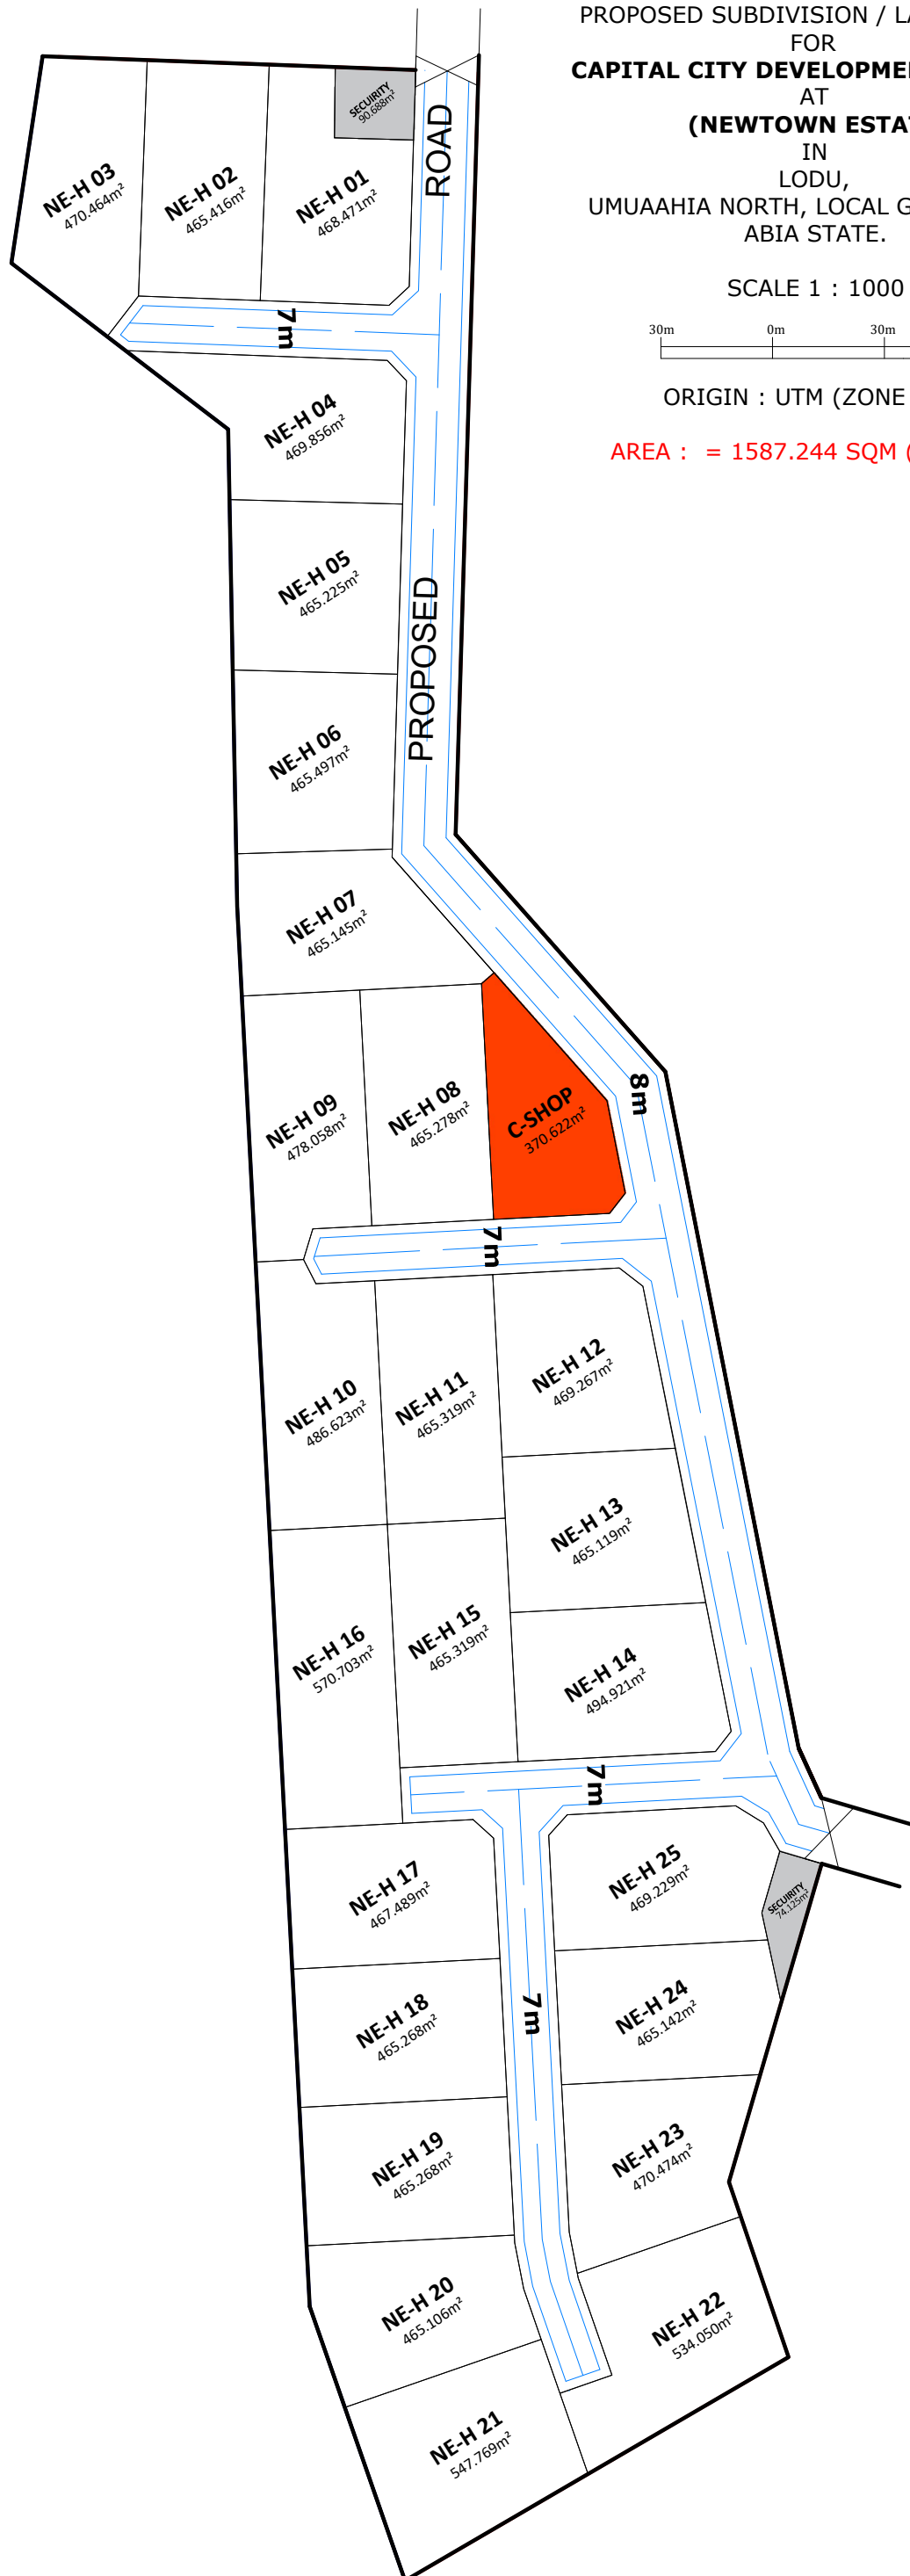 PROPOSED SUBDIVISION / LA
FOR
CAPITAL CITY DEVELOPME
AT
(NEWTOWN ESTAT
IN
LODU,
UMUAAHIA NORTH, LOCAL G
ABIA STATE.
SCALE 1 : 1000
30m 0m 30m
ORIGIN : UTM (ZONE
AREA : = 1587.244 SQM (
SECUIRITY
90.688m²
ROAD
NE-H 03
470.464m²
NE-H 02
465.416m²
NE-H 01
468.471m²
7m
NE-H 04
469.856m²
NE-H 05
465.225m²
PROPOSED
NE-H 06
465.497m²
NE-H 07
465.145m²
8m
NE-H 09
478.058m²
NE-H 08
465.278m²
C-SHOP
370.622m²
7m
NE-H 10
486.623m²
NE-H 11
465.319m²
NE-H 12
469.267m²
NE-H 13
465.119m²
NE-H 16
570.703m²
NE-H 15
465.319m²
NE-H 14
494.921m²
7m
NE-H 17
467.489m²
NE-H 25
469.229m²
SECUIRITY
74.125m²
NE-H 18
465.268m²
7m
NE-H 24
465.142m²
NE-H 19
465.268m²
NE-H 23
470.474m²
NE-H 20
465.106m²
NE-H 22
534.050m²
NE-H 21
547.769m²